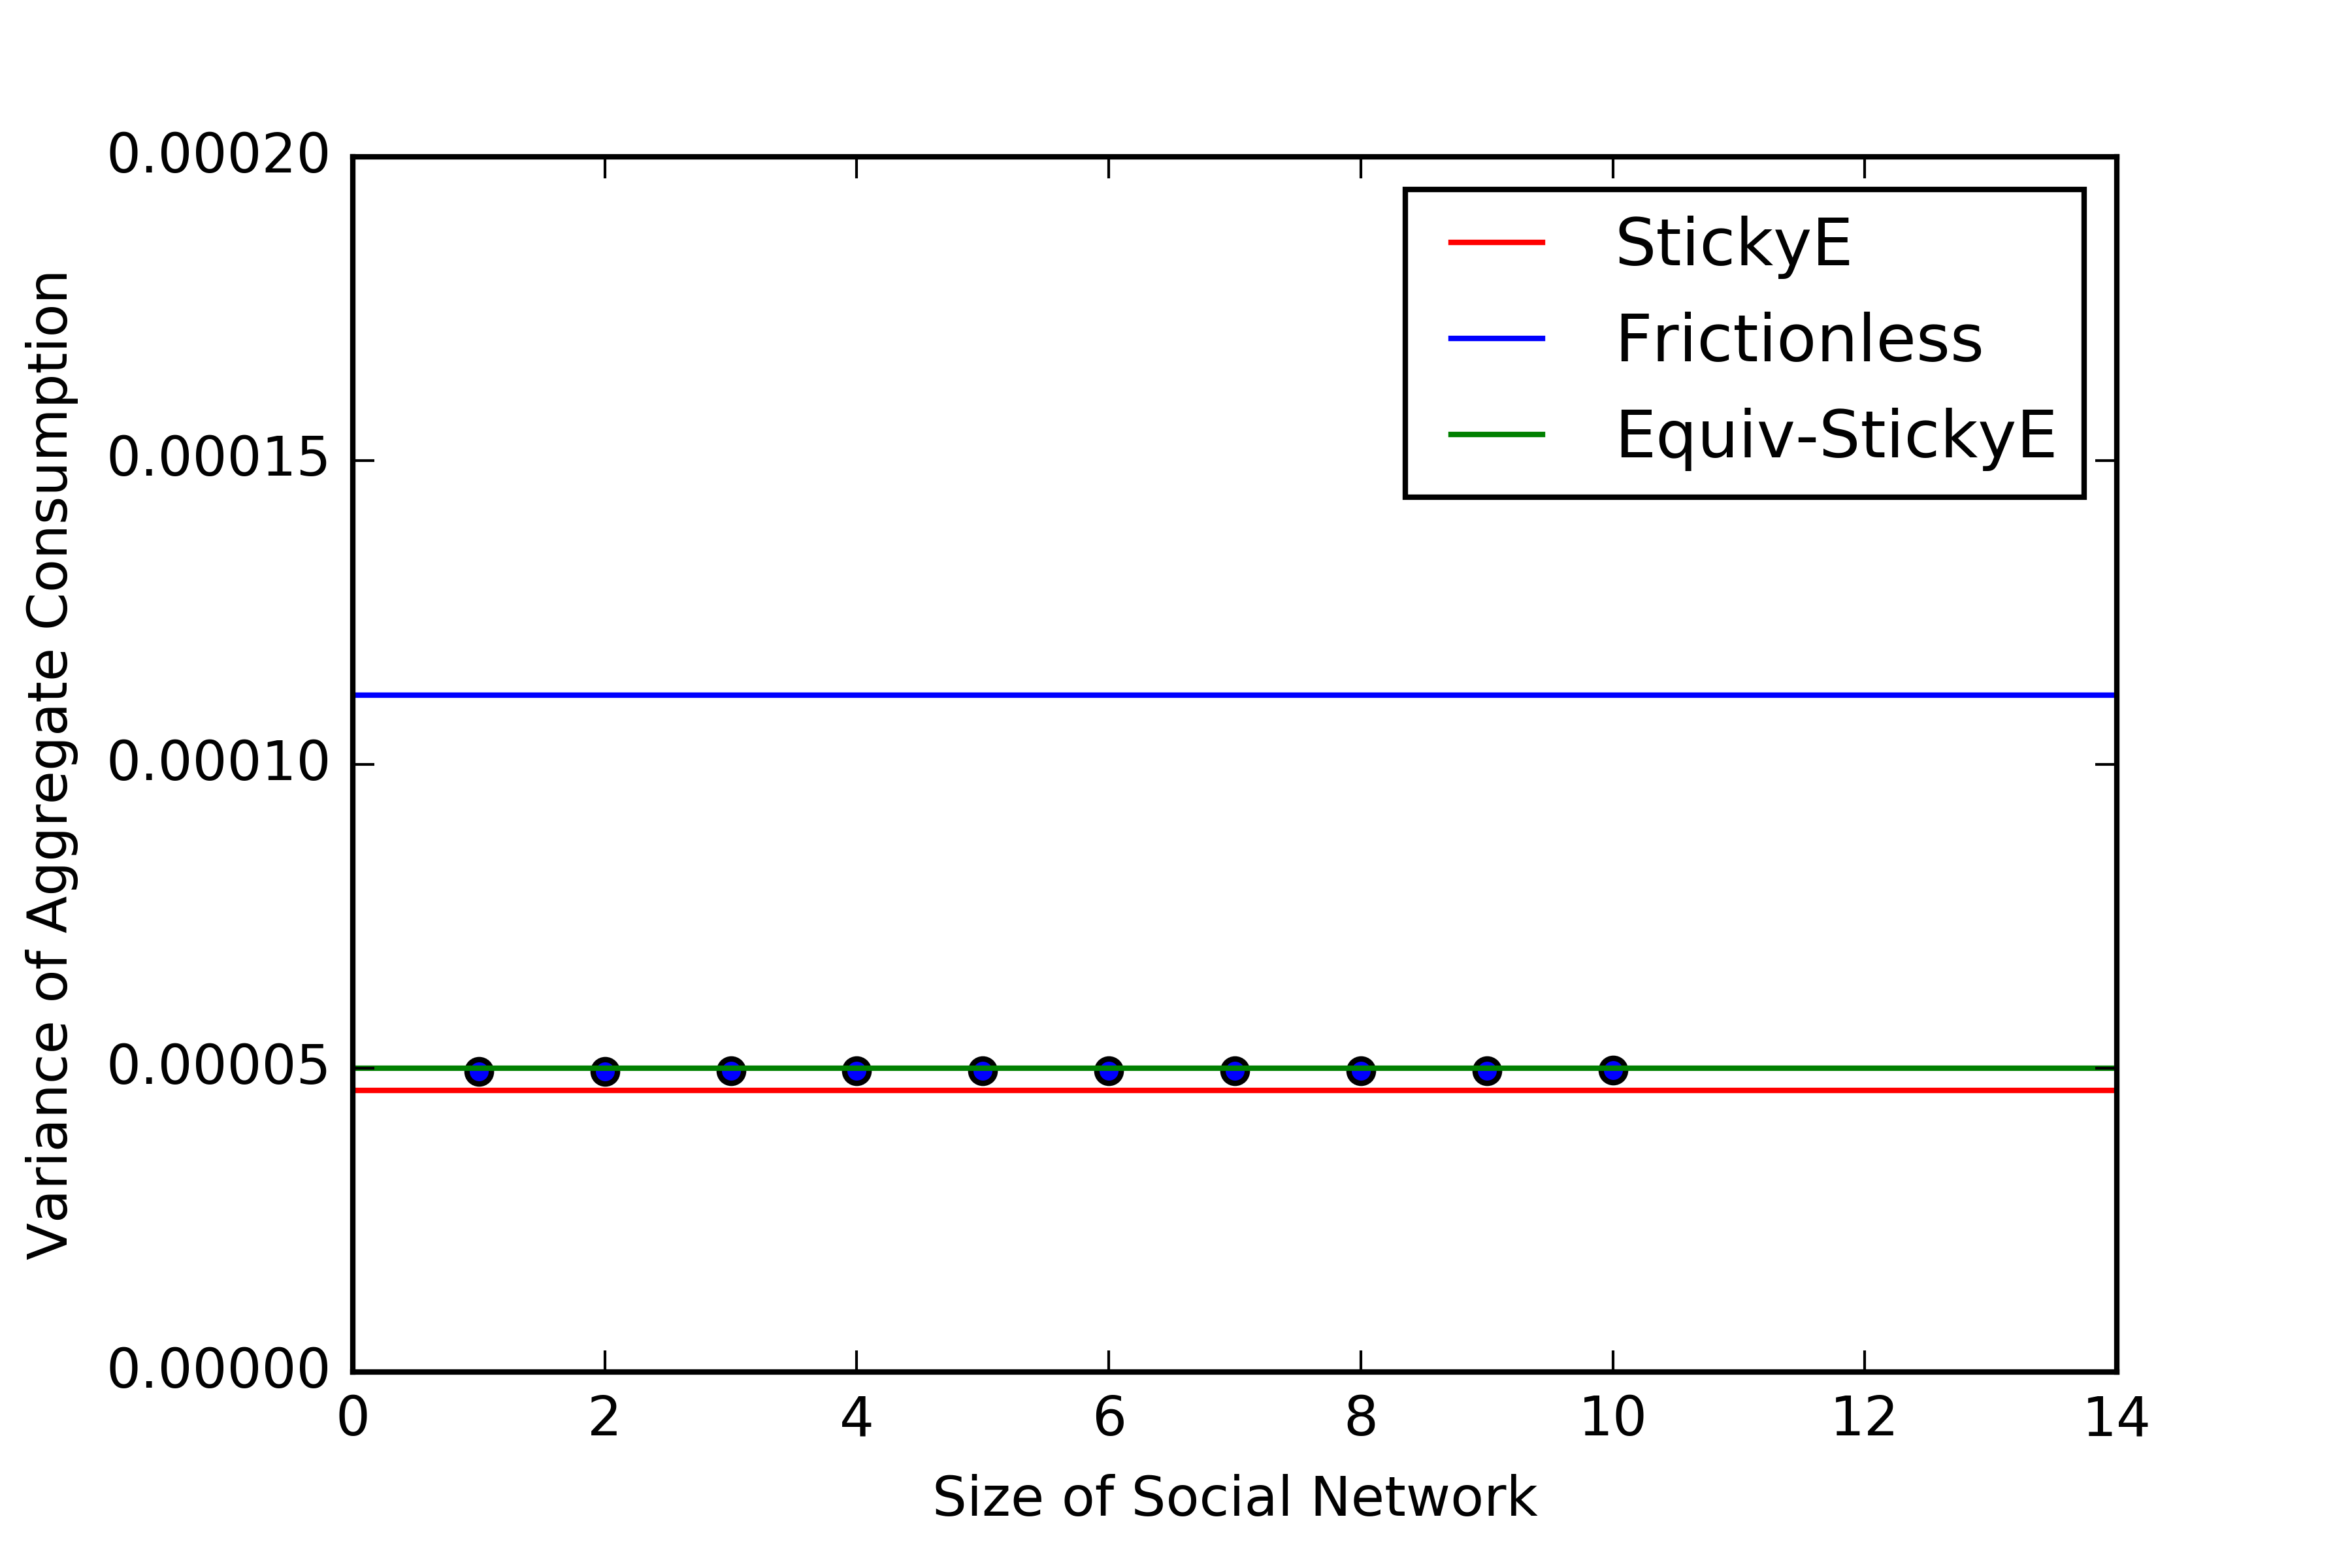 0.00020
0.00015
0.00010
0.00005
0.00000
Variance of Aggregate Consumption
StickyE
Frictionless
Equiv-StickyE
0 2 4 6 8 10 12 14
Size of Social Network